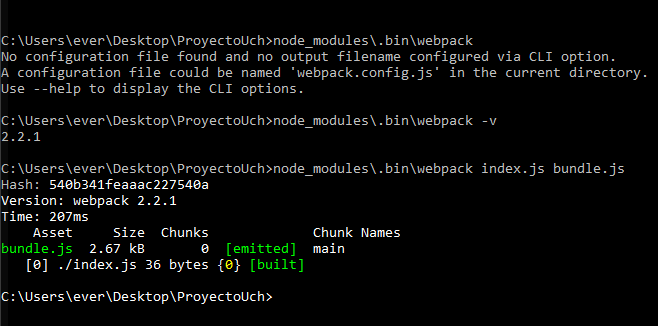 C:\Users\ever\Desktop\ProyectoUch>node_modules\.bin\webpack
No configuration file found and no output filename configured via CLI option.
A configuration file could be named 'webpack.config.js' in the current directory.
Use --help to display the CLI options.
C:\Users\ever\Desktop\ProyectoUch>node_modules\.bin\webpack -v
2.2.1
C:\Users\ever\Desktop\ProyectoUch>node_modules\.bin\webpack index.js bundle.js
Hash: 540b341feaaac227540a
Version: webpack 2.2.1
Time: 207ms
Asset Size Chunks Chunk Names
bundle.js 2.67 kB 0 [emitted] main
[0] ./index.js 36 bytes {0} [built]
C:\Users\ever\Desktop\ProyectoUch>